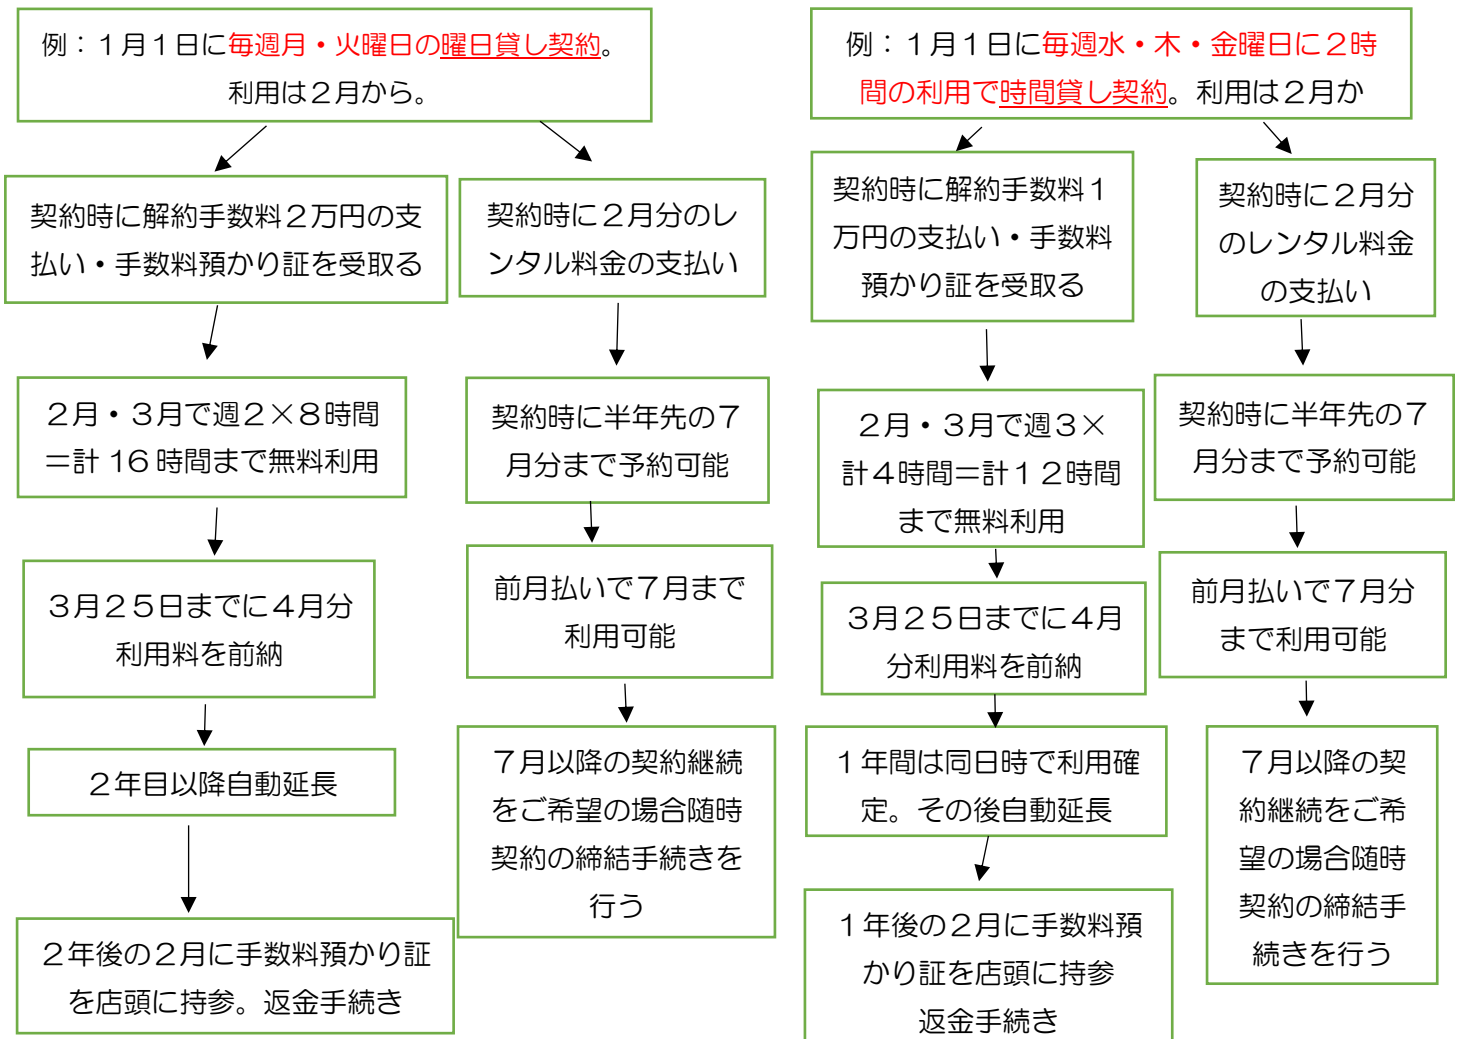 例：１月１日に毎週月・火曜日の曜日貸し契約。
利用は２月から。
契約時に解約手数料２万円の支
払い・手数料預かり証を受取る
２月・３月で週２×８時間
＝計 16 時間まで無料利用
３月２５日までに４月分
利用料を前納
２年目以降自動延長
２年後の２月に手数料預かり証
を店頭に持参。返金手続き
契約時に２月分のレ
ンタル料金の支払い
契約時に半年先の７
月分まで予約可能
前月払いで７月まで
利用可能
７月以降の契約継続
をご希望の場合随時
契約の締結手続きを
行う
例：１月１日に毎週水・木・金曜日に２時
間の利用で時間貸し契約。利用は２月か
契約時に解約手数料１
万円の支払い・手数料
預かり証を受取る
２月・３月で週３×
計４時間＝計１２時間
まで無料利用
３月２５日までに４月
分利用料を前納
１年間は同日時で利用確
定。その後自動延長
１年後の２月に手数料預
かり証を店頭に持参
返金手続き
契約時に２月分
のレンタル料金
の支払い
契約時に半年先の７
月分まで予約可能
前月払いで７月分
まで利用可能
７月以降の契
約継続をご希
望の場合随時
契約の締結手
続きを行う